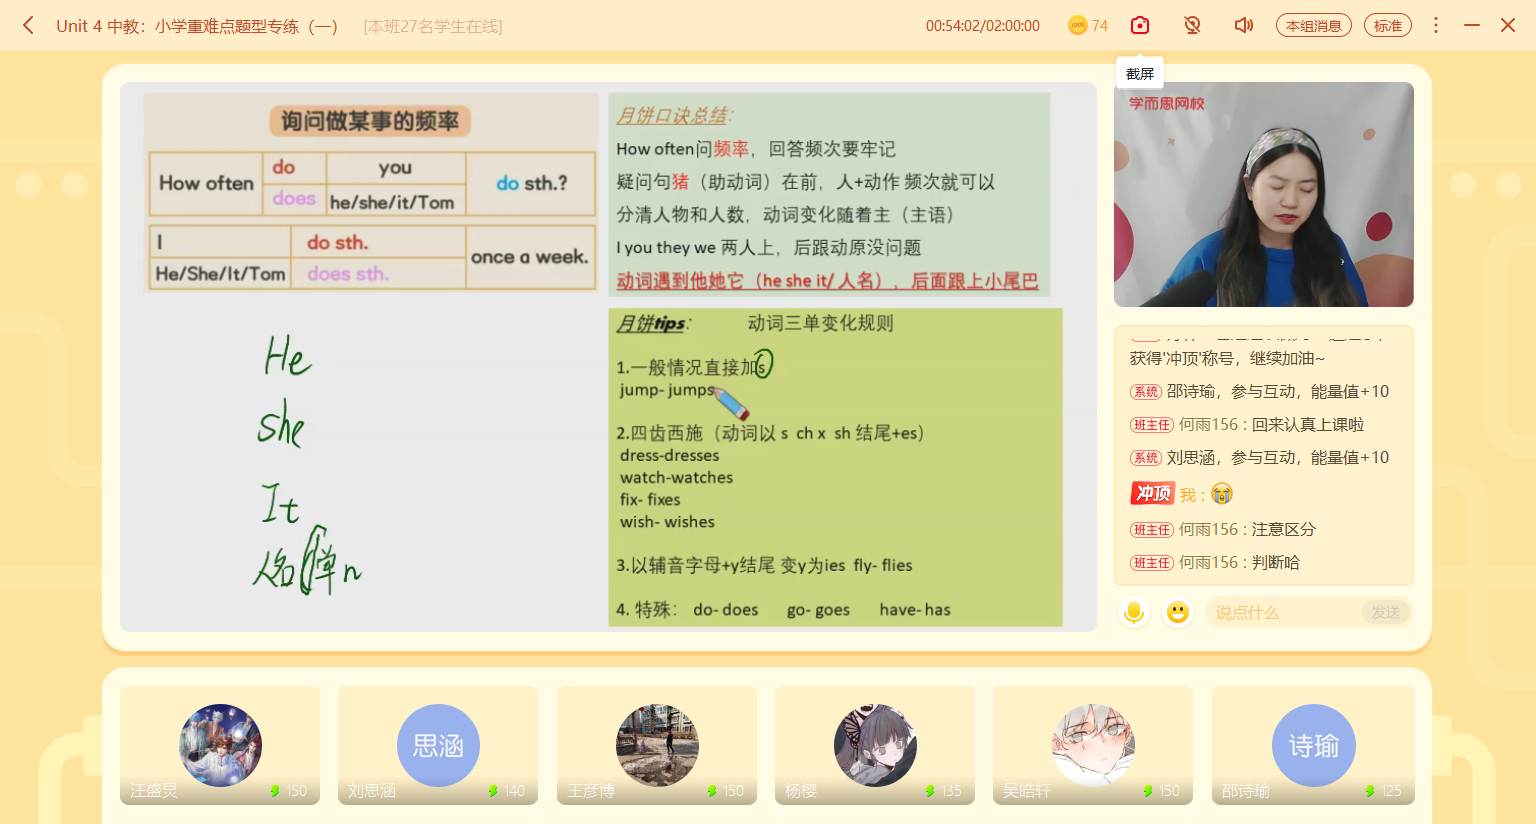 Unit 4 中教：小学重难点题型专练（一）
[本班27名学生在线]
00:54:02/02:00:00
100%
74
本组消息
标准
截屏
询问做某事的频率
How often
do
you
do sth.?
does
he/she/it/Tom
I
do sth.
once a week.
He/She/It/Tom
does sth.
He
she
It
人名 单n
月饼口诀总结：
How often问频率，回答频次要牢记
疑问句猪（助动词）在前，人+动作 频次就可以
分清人物和人数，动词变化随着主（主语）
I you they we 两人上，后跟动原没问题
动词遇到他她它（he she it/ 人名），后面跟上小尾巴
月饼tips：
动词三单变化规则
1.一般情况直接加s
jump- jumps
2.四齿西施（动词以 s ch x sh 结尾+es）
dress-dresses
watch-watches
fix- fixes
wish- wishes
3.以辅音字母+y结尾 变y为ies fly- flies
4. 特殊： do- does go- goes have- has
学而思网校
获得'冲顶'称号，继续加油~
系统 邵诗瑜，参与互动，能量值+10
班主任 何雨156 : 回来认真上课啦
系统 刘思涵，参与互动，能量值+10
冲顶 我 :
班主任 何雨156 : 注意区分
班主任 何雨156 : 判断哈
说点什么
发送
思涵
诗瑜
汪盛炅
150
刘思涵
140
王彦博
150
杨樱
135
吴皓轩
150
邵诗瑜
125